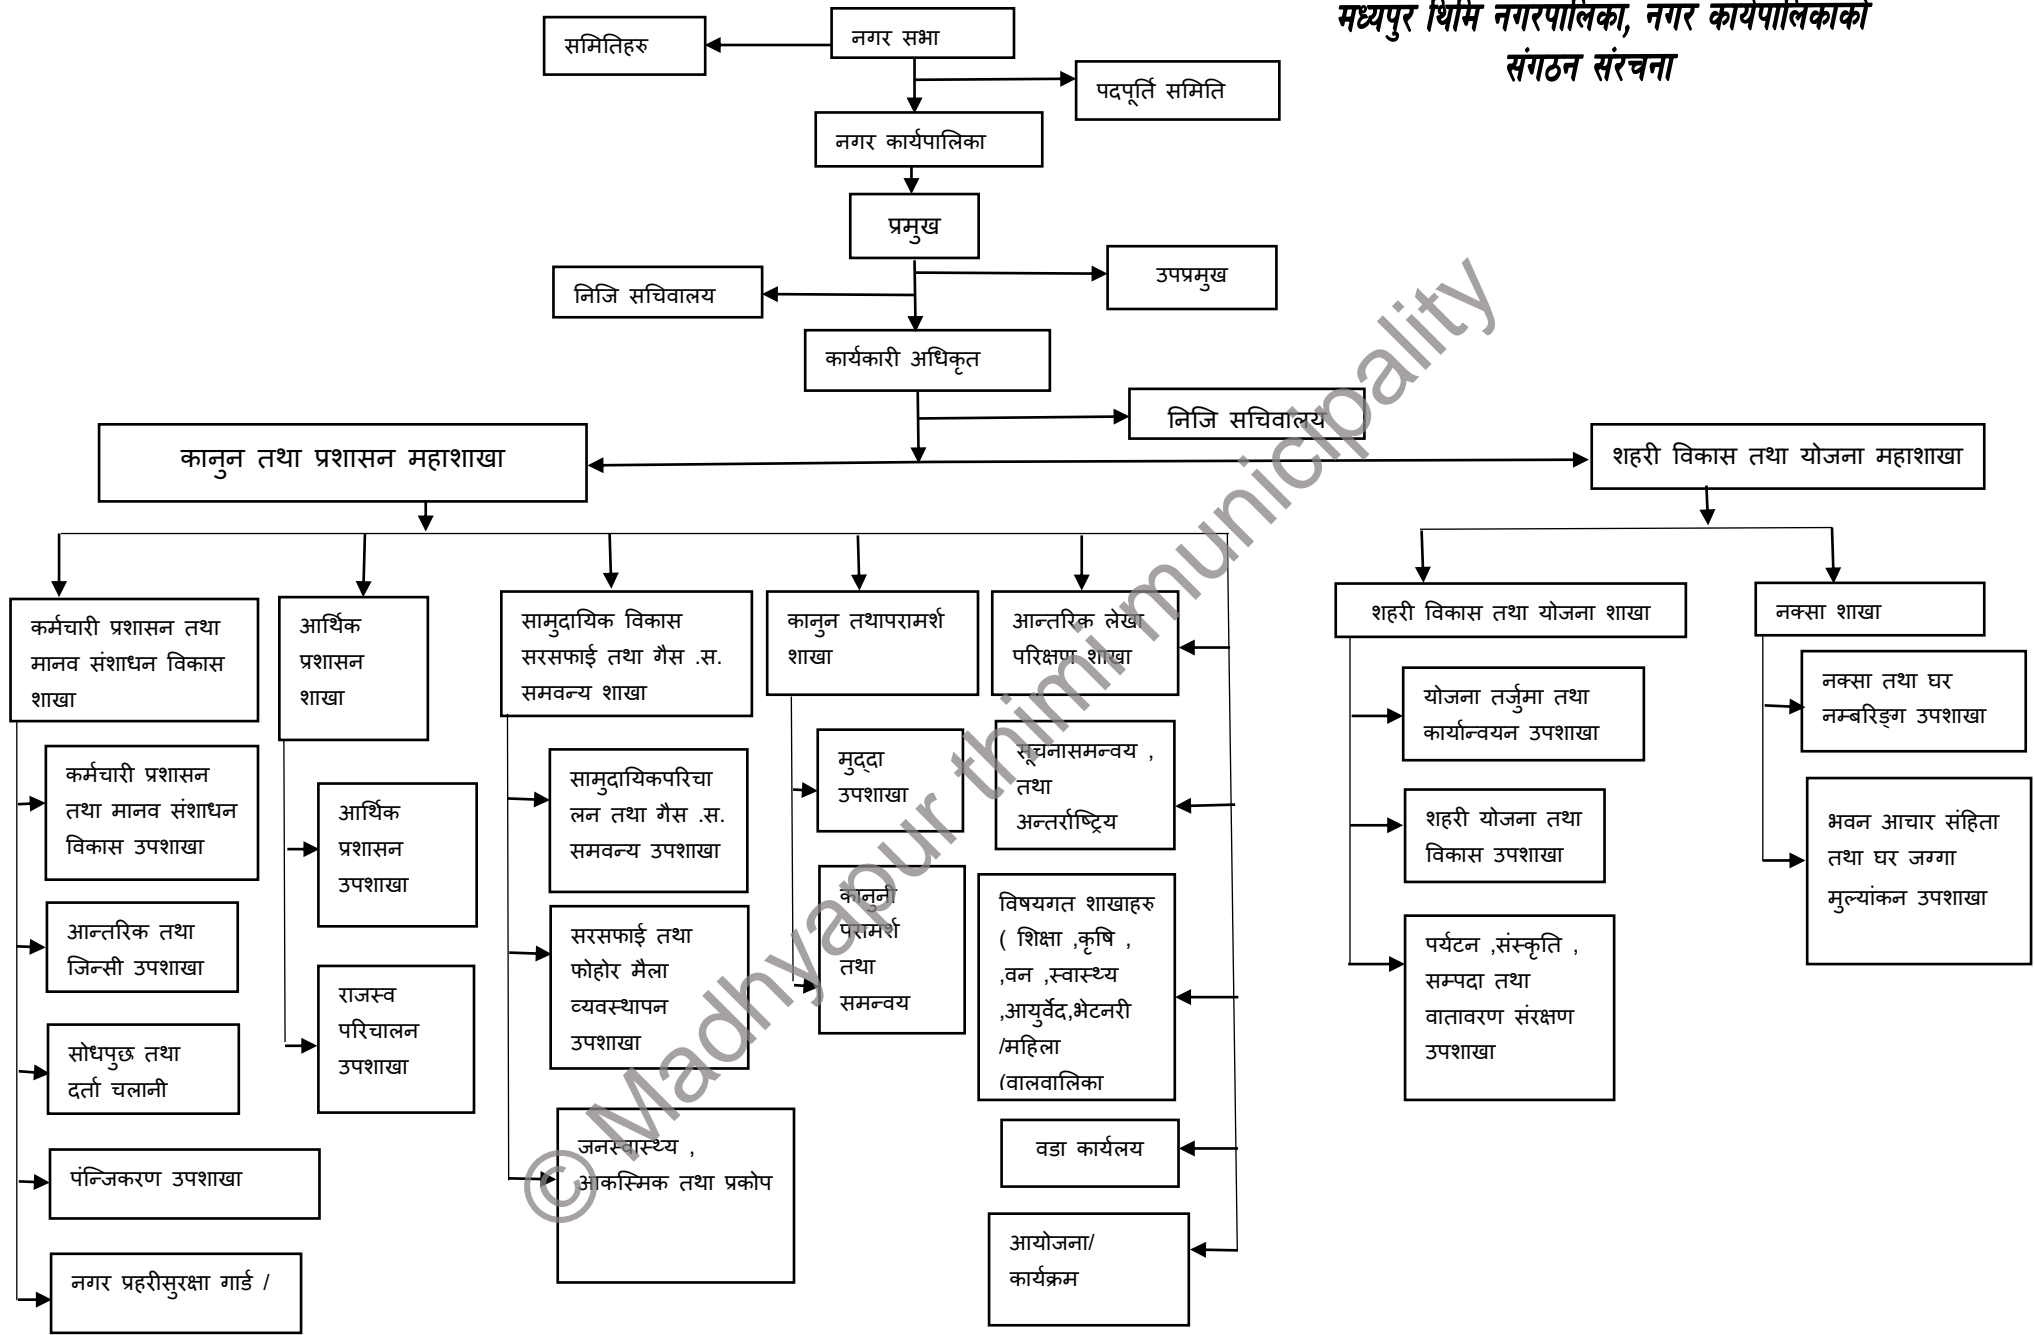 मध्यपुर थिमि नगरपालिका, नगर कार्यपालिकाको
संगठन संरचना
नगर सभा
समितिहरु
पदपूर्ति समिति
नगर कार्यपालिका
प्रमुख
उपप्रमुख
निजि सचिवालय
कार्यकारी अधिकृत
निजि सचिवालय
कानुन तथा प्रशासन महाशाखा
शहरी विकास तथा योजना महाशाखा
कर्मचारी प्रशासन तथा
मानव संशाधन विकास
शाखा
कर्मचारी प्रशासन
तथा मानव संशाधन
विकास उपशाखा
आन्तरिक तथा
जिन्सी उपशाखा
सोधपुछ तथा
दर्ता चलानी
पंन्जिकरण उपशाखा
नगर प्रहरीसुरक्षा गार्ड /
आर्थिक
प्रशासन
शाखा
आर्थिक
प्रशासन
उपशाखा
राजस्व
परिचालन
उपशाखा
सामुदायिक विकास
सरसफाई तथा गैस .स.
समवन्य शाखा
सामुदायिकपरिचा
लन तथा गैस .स.
समवन्य उपशाखा
सरसफाई तथा
फोहोर मैला
व्यवस्थापन
उपशाखा
जनस्वास्थ्य ,
आकस्मिक तथा प्रकोप
कानुन तथापरामर्श
शाखा
मुद्दा
उपशाखा
कानुनी
परामर्श
तथा
समन्वय
आन्तरिक लेखा
परिक्षण शाखा
सूचनासमन्वय ,
तथा
अन्तर्राष्ट्रिय
विषयगत शाखाहरु
( शिक्षा ,कृषि ,
,वन ,स्वास्थ्य
,आयुर्वेद,भेटनरी
/महिला
(वालवालिका
वडा कार्यलय
आयोजना/
कार्यक्रम
शहरी विकास तथा योजना शाखा
योजना तर्जुमा तथा
कार्यान्वयन उपशाखा
शहरी योजना तथा
विकास उपशाखा
पर्यटन ,संस्कृति ,
सम्पदा तथा
वातावरण संरक्षण
उपशाखा
नक्सा शाखा
नक्सा तथा घर
नम्बरिङ्ग उपशाखा
भवन आचार संहिता
तथा घर जग्गा
मुल्यांकन उपशाखा
© Madhyapur thimi municipality